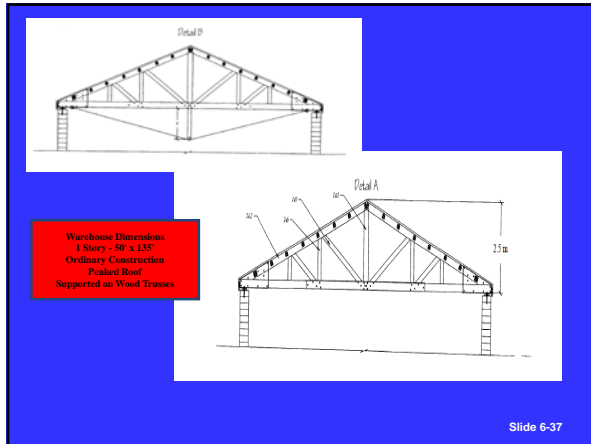 Detail B
Detail A
2.5 m
Warehouse Dimensions
1 Story - 50' x 135'
Ordinary Construction
Peaked Roof
Supported on Wood Trusses
Slide 6-37